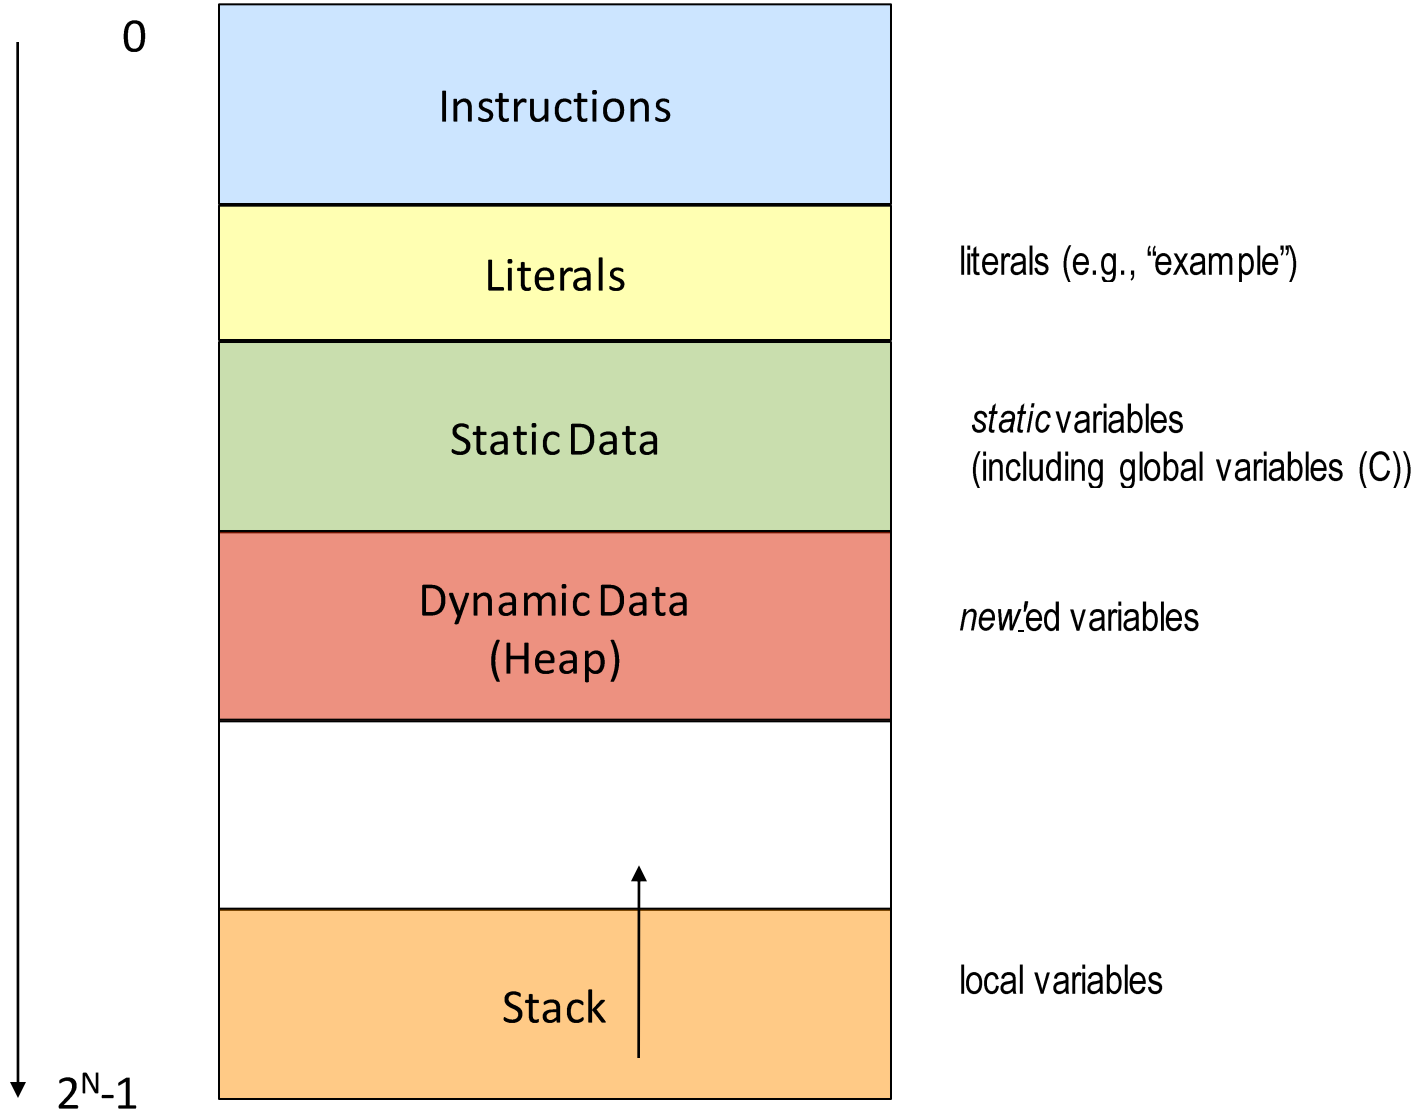 0
Instructions
Literals
literals (e.g., “example”)
Static Data
static variables
(including global variables (C))
Dynamic Data
(Heap)
new'ed variables
Stack
local variables
2ᴺ-1